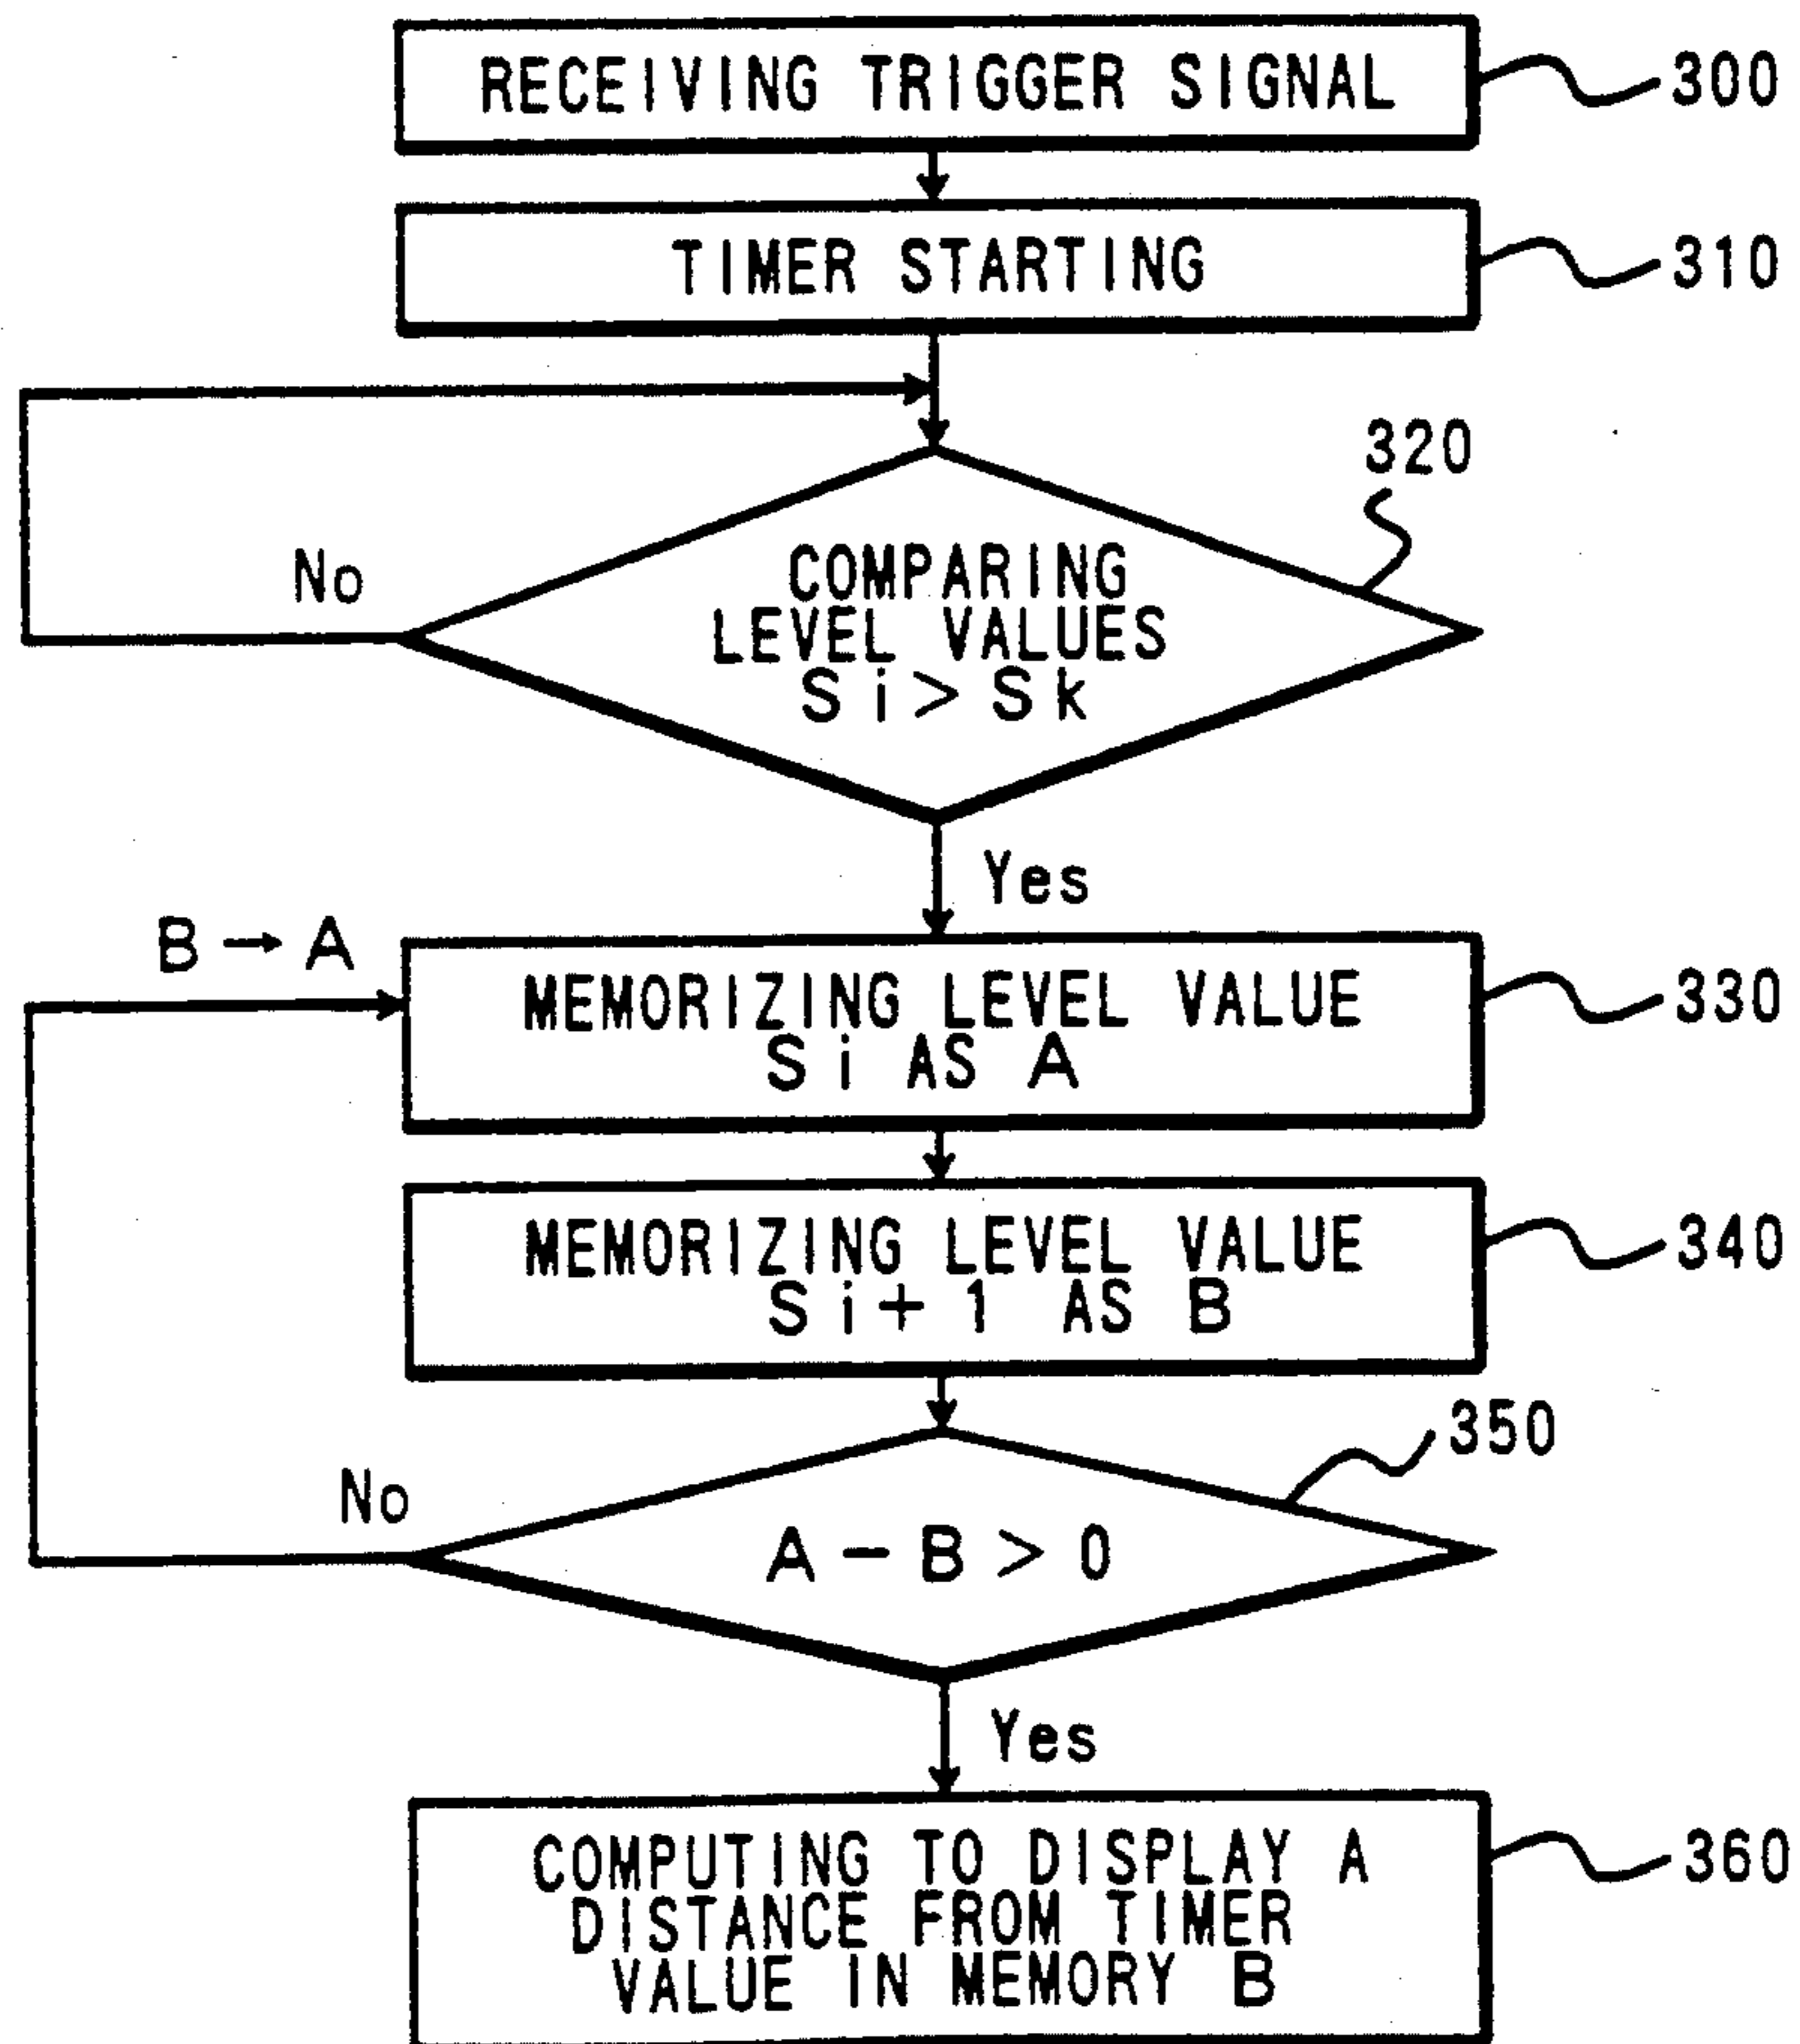 RECEIVING TRIGGER SIGNAL
300
TIMER STARTING
310
320
No
COMPARING
LEVEL VALUES
Si > Sk
Yes
B → A
MEMORIZING LEVEL VALUE
Si AS A
330
MEMORIZING LEVEL VALUE
Si+1 AS B
340
350
No
A - B > 0
Yes
COMPUTING TO DISPLAY A
DISTANCE FROM TIMER
VALUE IN MEMORY B
360